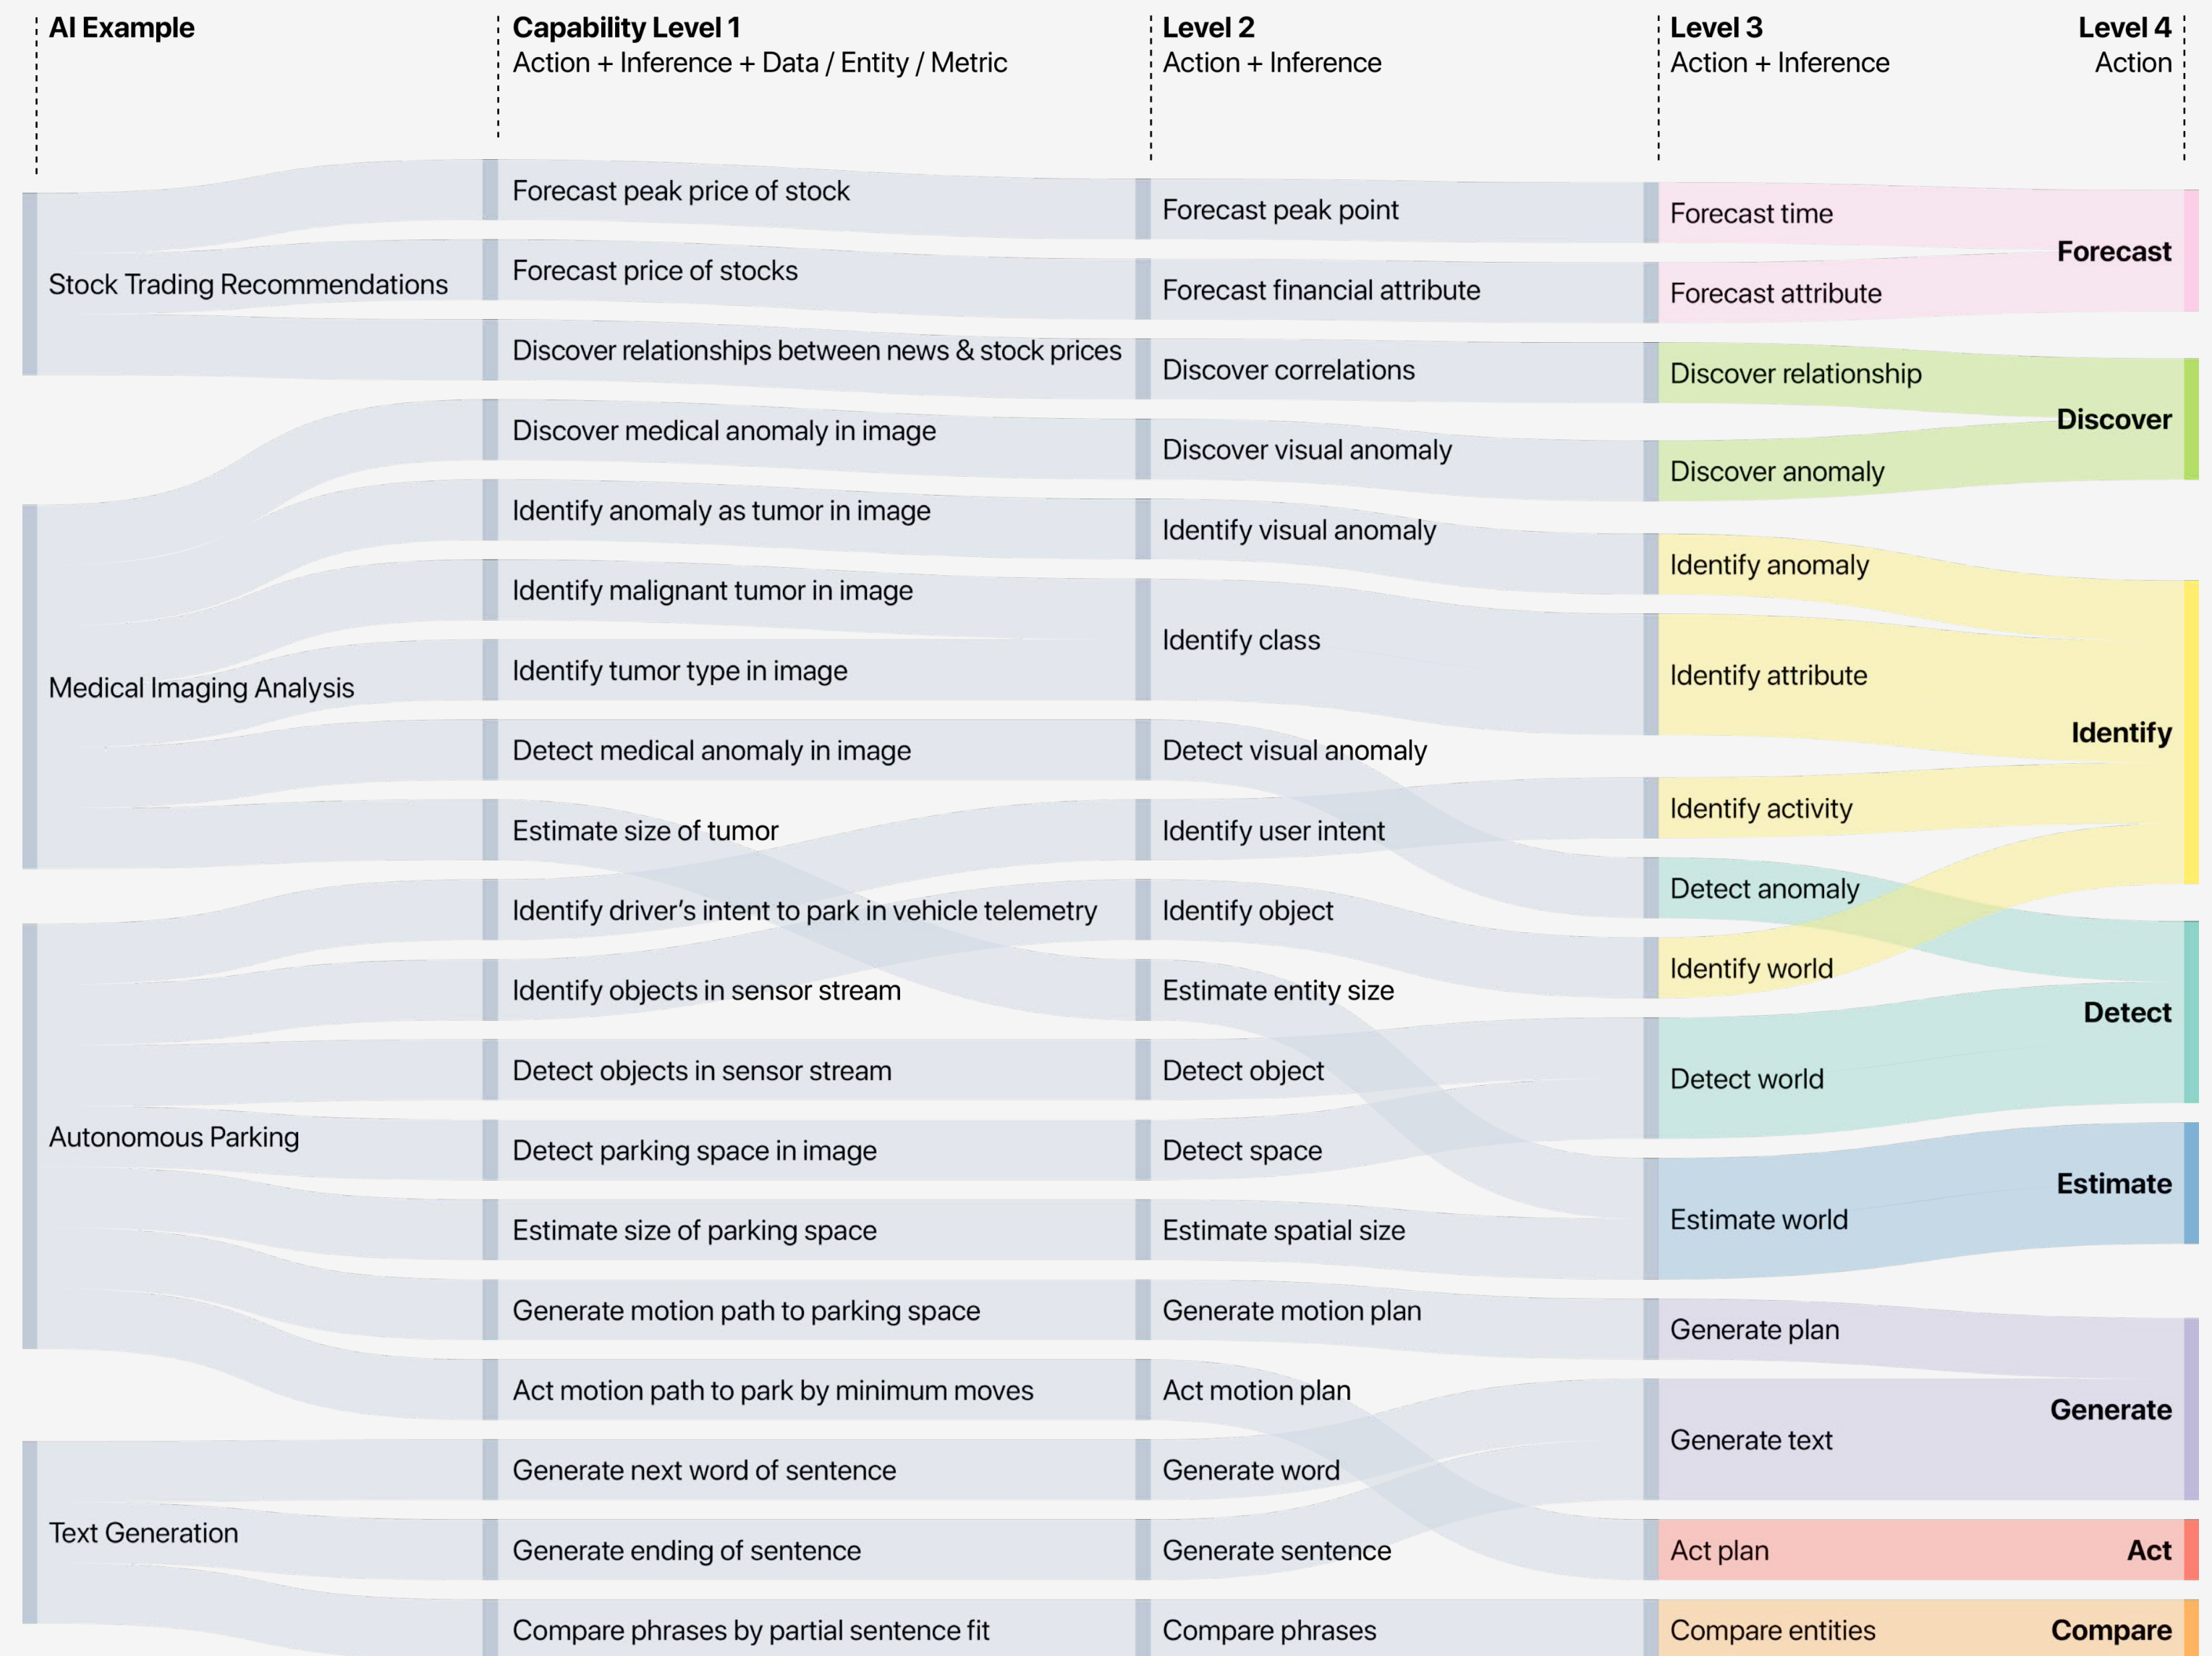 AI Example
Capability Level 1
Action + Inference + Data / Entity / Metric
Level 2
Action + Inference
Level 3
Action + Inference
Level 4
Action
Stock Trading Recommendations
Medical Imaging Analysis
Autonomous Parking
Text Generation
Forecast peak price of stock
Forecast price of stocks
Discover relationships between news & stock prices
Discover medical anomaly in image
Identify anomaly as tumor in image
Identify malignant tumor in image
Identify tumor type in image
Detect medical anomaly in image
Estimate size of tumor
Identify driver’s intent to park in vehicle telemetry
Identify objects in sensor stream
Detect objects in sensor stream
Detect parking space in image
Estimate size of parking space
Generate motion path to parking space
Act motion path to park by minimum moves
Generate next word of sentence
Generate ending of sentence
Compare phrases by partial sentence fit
Forecast peak point
Forecast financial attribute
Discover correlations
Discover visual anomaly
Identify visual anomaly
Identify class
Detect visual anomaly
Identify user intent
Identify object
Estimate entity size
Detect object
Detect space
Estimate spatial size
Generate motion plan
Act motion plan
Generate word
Generate sentence
Compare phrases
Forecast time
Forecast attribute
Discover relationship
Discover anomaly
Identify anomaly
Identify attribute
Identify activity
Detect anomaly
Identify world
Detect world
Estimate world
Generate plan
Generate text
Act plan
Compare entities
Forecast
Discover
Identify
Detect
Estimate
Generate
Act
Compare